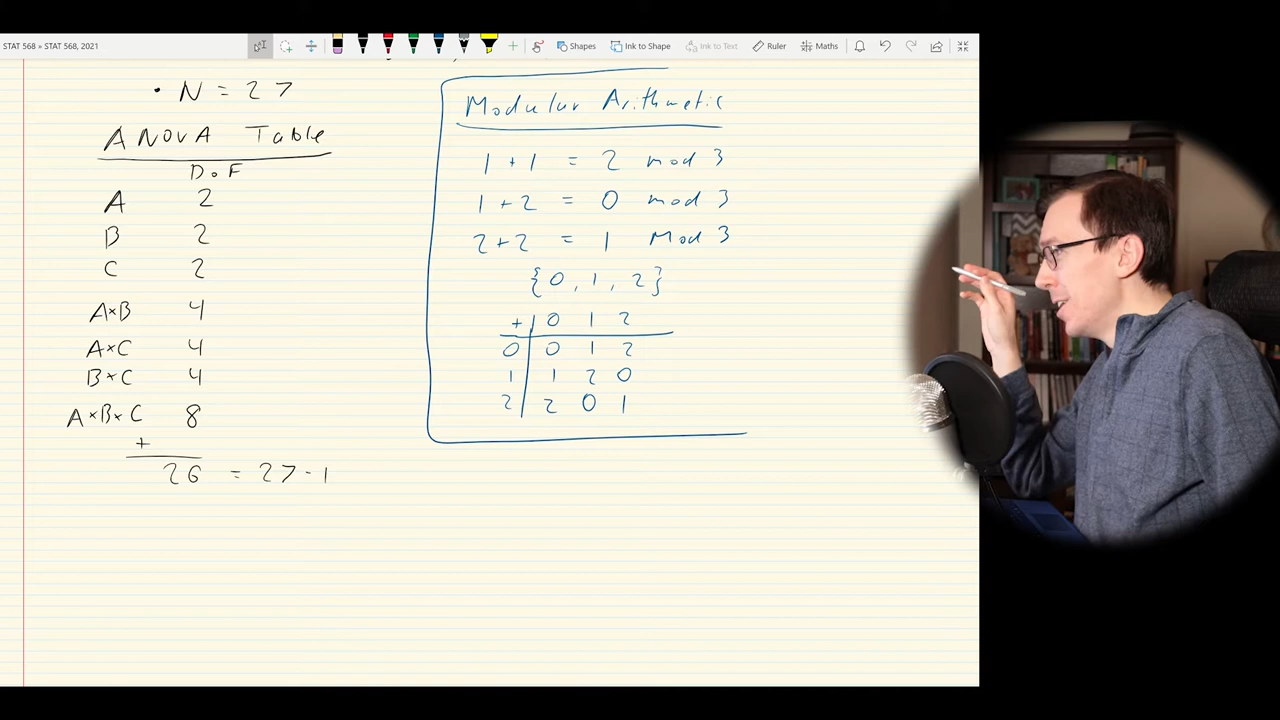 STAT 568 » STAT 568, 2021
Shapes Ink to Shape Ink to Text Ruler Maths
• N = 27
ANOVA Table
DoF
A 2
B 2
C 2
A×B 4
A×C 4
B×C 4
A×B×C 8
+
26 = 27-1
Modular Arithmetic
1 + 1 = 2 mod 3
1 + 2 = 0 mod 3
2 + 2 = 1 Mod 3
{0, 1, 2}
+ 0 1 2
0 0 1 2
1 1 2 0
2 2 0 1